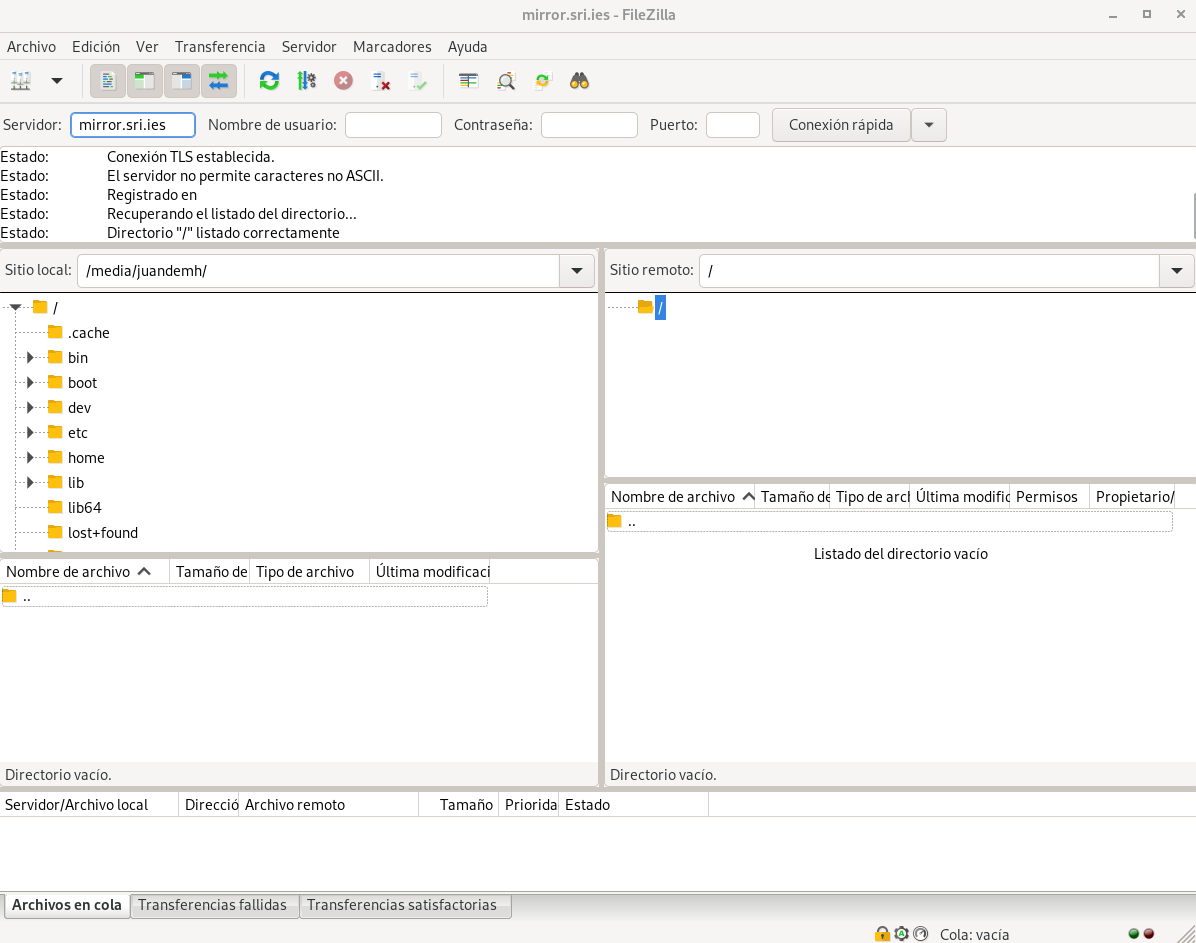 mirror.sri.ies - FileZilla
Archivo Edición Ver Transferencia Servidor Marcadores Ayuda
Servidor: mirror.sri.ies Nombre de usuario: Contraseña: Puerto: Conexión rápida
Estado: Conexión TLS establecida.
Estado: El servidor no permite caracteres no ASCII.
Estado: Registrado en
Estado: Recuperando el listado del directorio...
Estado: Directorio "/" listado correctamente
Sitio local: /media/juandemh/
/
.cache
bin
boot
dev
etc
home
lib
lib64
lost+found
Nombre de archivo Tamaño de Tipo de archivo Última modificaci
..
Directorio vacío.
Sitio remoto: /
/
Nombre de archivo Tamaño de Tipo de arcl Última modific Permisos Propietario/
..
Listado del directorio vacío
Directorio vacío.
Servidor/Archivo local Direcció Archivo remoto Tamaño Priorida Estado
Archivos en cola Transferencias fallidas Transferencias satisfactorias
Cola: vacía